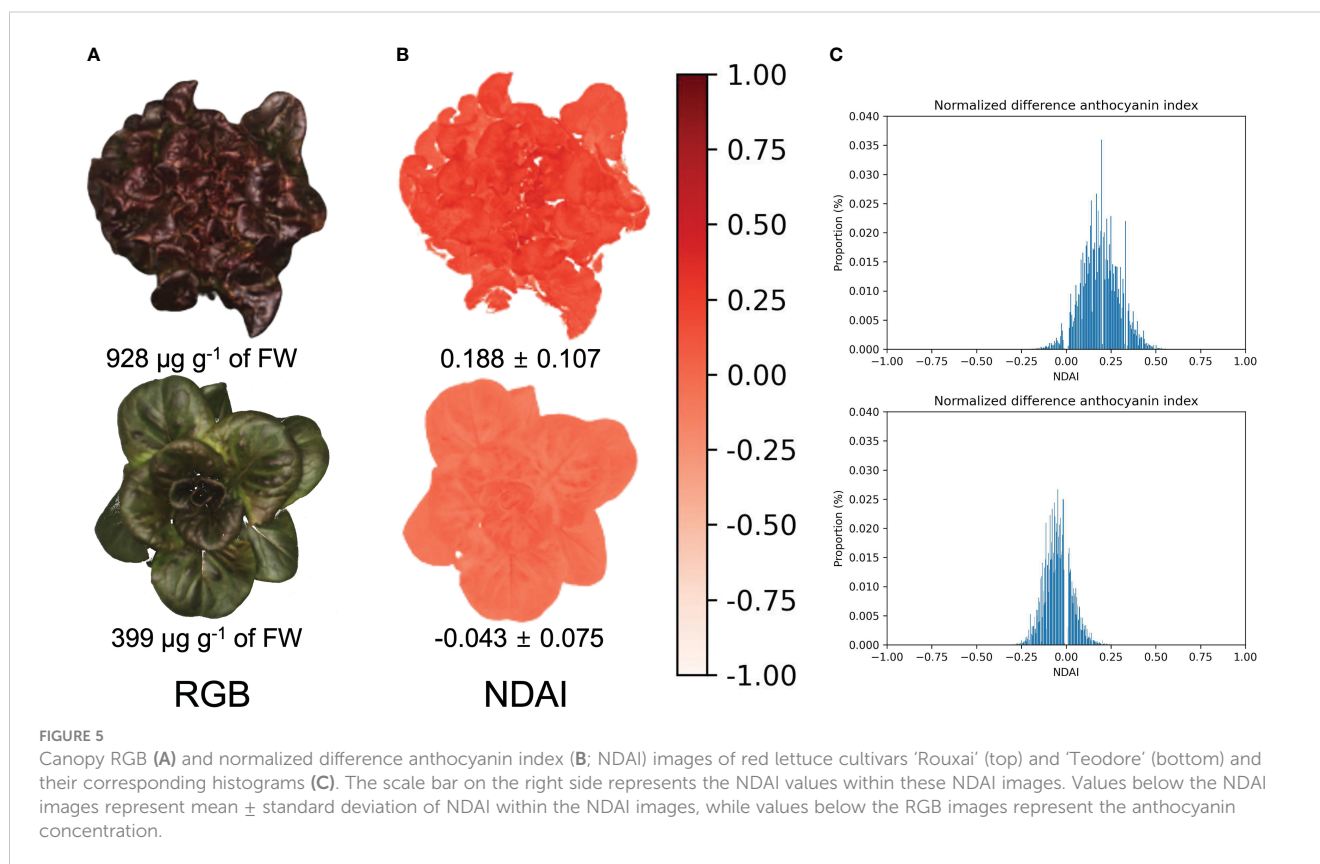 A
B
C
1.00
0.75
0.50
0.25
0.00
-0.25
-0.50
-0.75
-1.00
928 µg g⁻¹ of FW
0.188 ± 0.107
399 µg g⁻¹ of FW
-0.043 ± 0.075
RGB
NDAI
Normalized difference anthocyanin index
Proportion (%)
0.040
0.035
0.030
0.025
0.020
0.015
0.010
0.005
0.000
−1.00 −0.75 −0.50 −0.25 0.00 0.25 0.50 0.75 1.00
NDAI
Normalized difference anthocyanin index
Proportion (%)
0.040
0.035
0.030
0.025
0.020
0.015
0.010
0.005
0.000
−1.00 −0.75 −0.50 −0.25 0.00 0.25 0.50 0.75 1.00
NDAI
FIGURE 5
Canopy RGB (A) and normalized difference anthocyanin index (B; NDAI) images of red lettuce cultivars ‘Rouxai’ (top) and ‘Teodore’ (bottom) and
their corresponding histograms (C). The scale bar on the right side represents the NDAI values within these NDAI images. Values below the NDAI
images represent mean ± standard deviation of NDAI within the NDAI images, while values below the RGB images represent the anthocyanin
concentration.